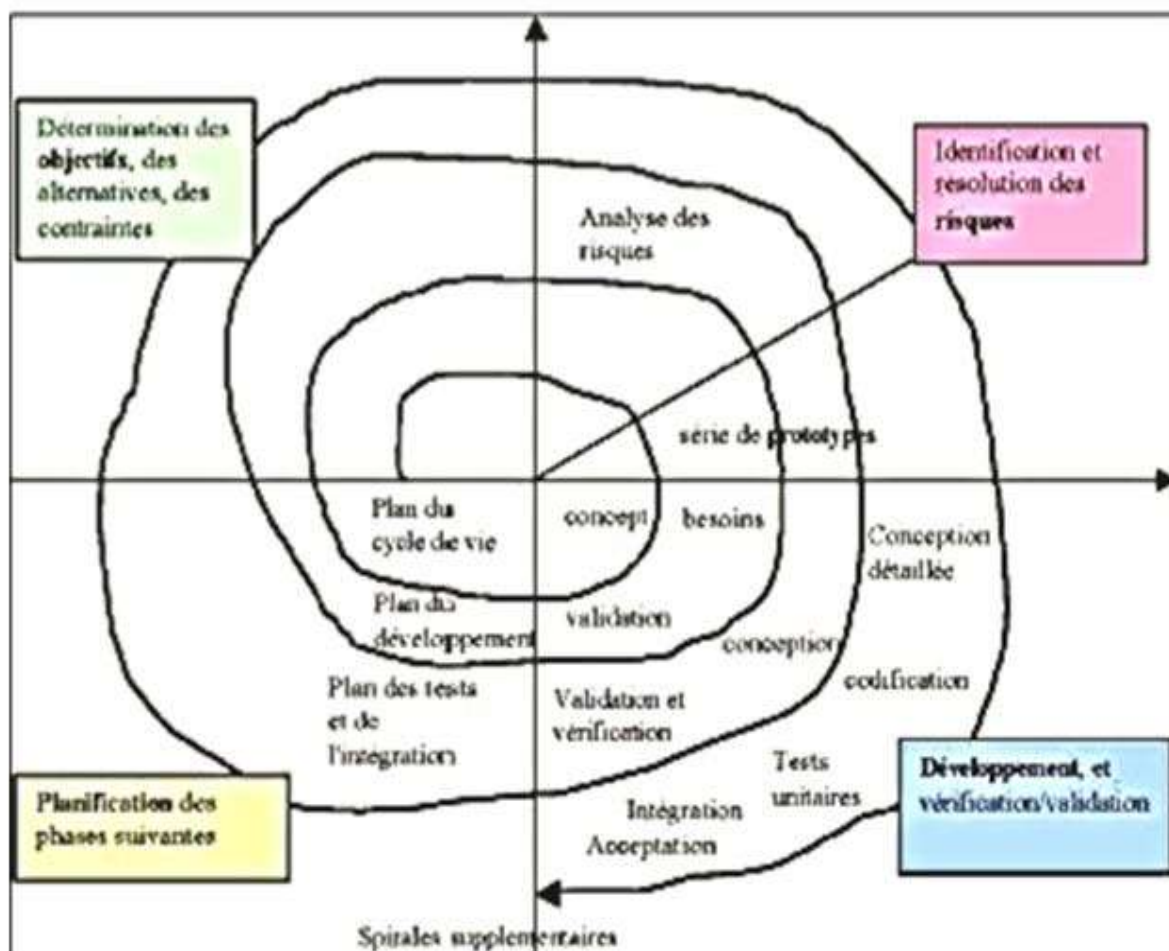 Détermination des
objectifs, des
alternatives, des
contraintes
Identification et
résolution des
risques
Analyse des
risques
série de prototypes
Plan du
cycle de vie
concept
besoins
Conception
détaillée
Plan du
développement
validation
conception
codification
Plan des tests
et de
l'intégration
Validation et
vérification
Tests
unitaires
Intégration
Acceptation
Planification des
phases suivantes
Développement, et
vérification/validation
Spirales supplementaires